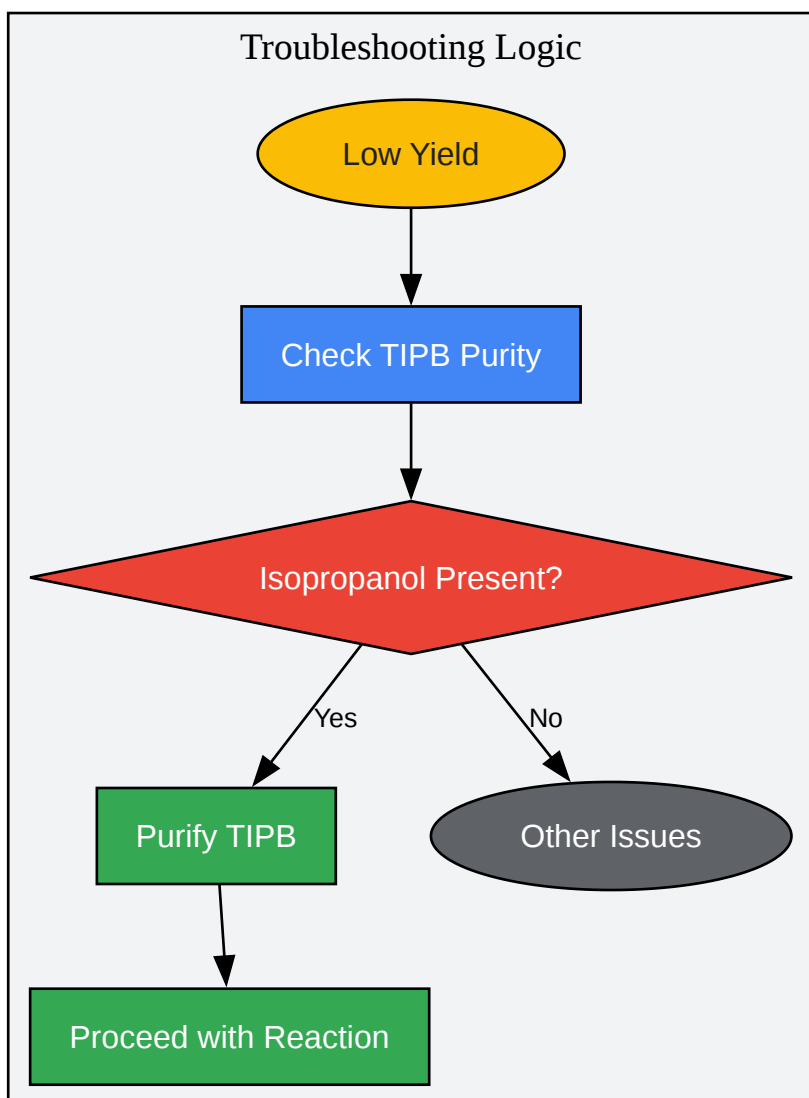 Troubleshooting Logic
Low Yield
Check TIPB Purity
Isopropanol Present?
Yes
No
Purify TIPB
Other Issues
Proceed with Reaction